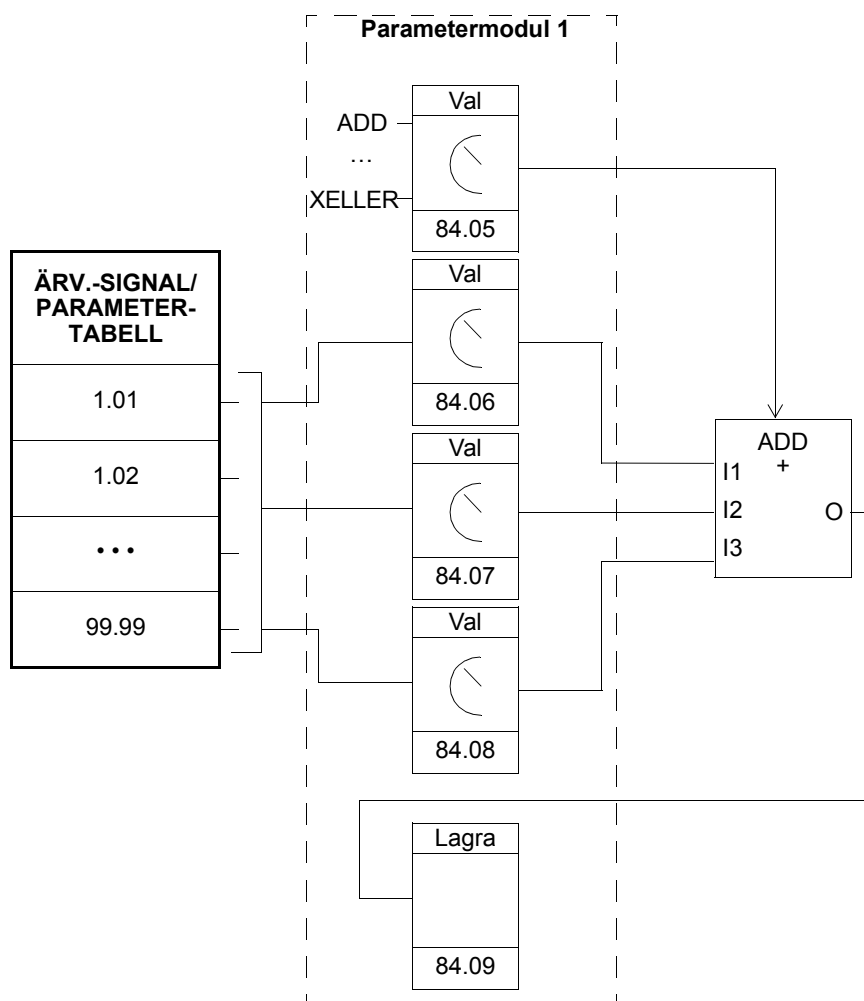 Parametermodul 1
Val
ADD
...
XELLER
84.05
ÄRV.-SIGNAL/
PARAMETER-
TABELL
1.01
1.02
•••
99.99
Val
84.06
Val
84.07
Val
84.08
ADD
+
I1
I2
I3
O
Lagra
84.09